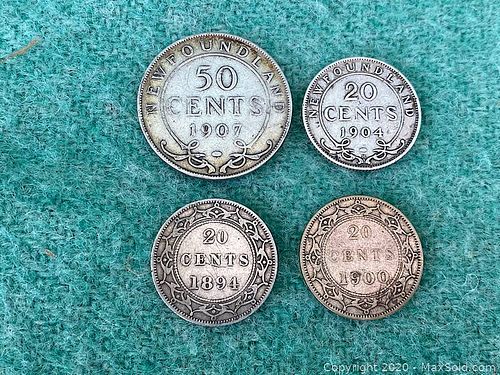 NEWFOUNDLAND
50
CENTS
1907
NEWFOUNDLAND
20
CENTS
1904
20
CENTS
1894
20
CENTS
1900
Copyright 2020 - MaxSold.com